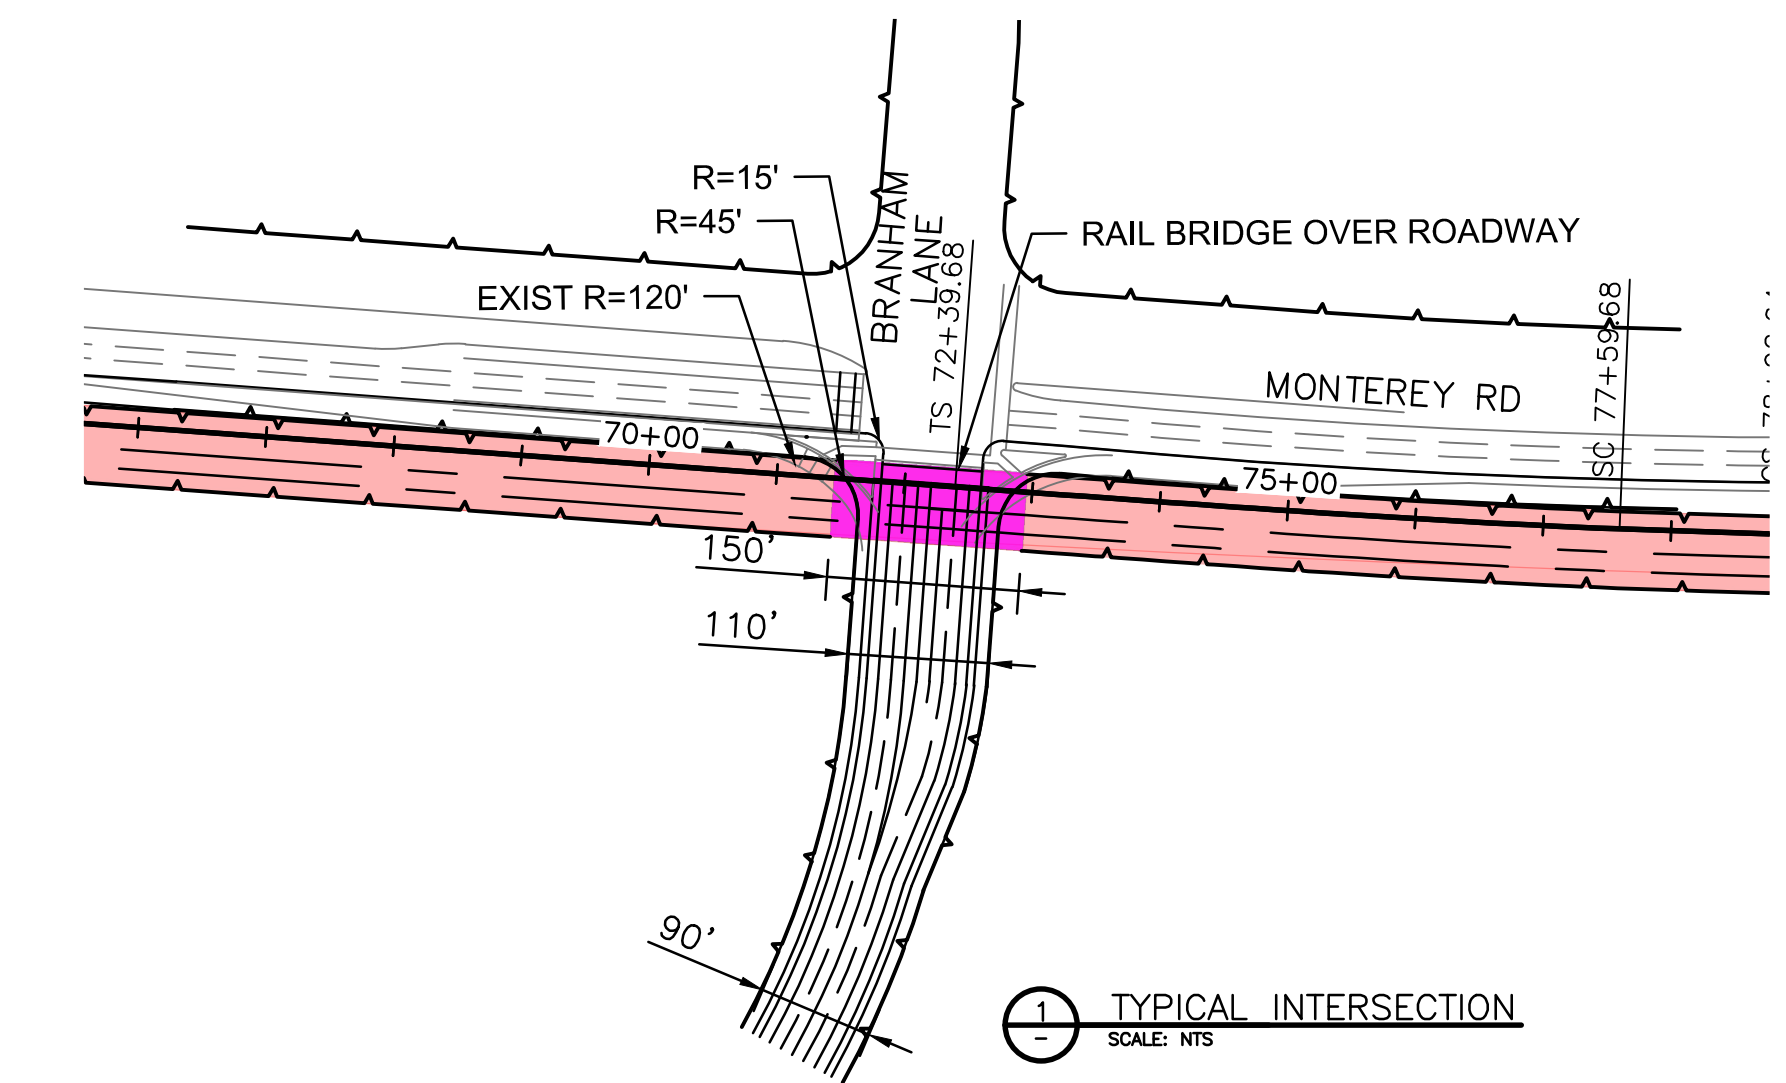 R=15'
R=45'
EXIST R=120'
BRANHAM
LANE
TS 72+39.68
RAIL BRIDGE OVER ROADWAY
MONTEREY RD
SC 77+59.68
70+00
75+00
150'
110'
90'
1
-
TYPICAL INTERSECTION
SCALE: NTS